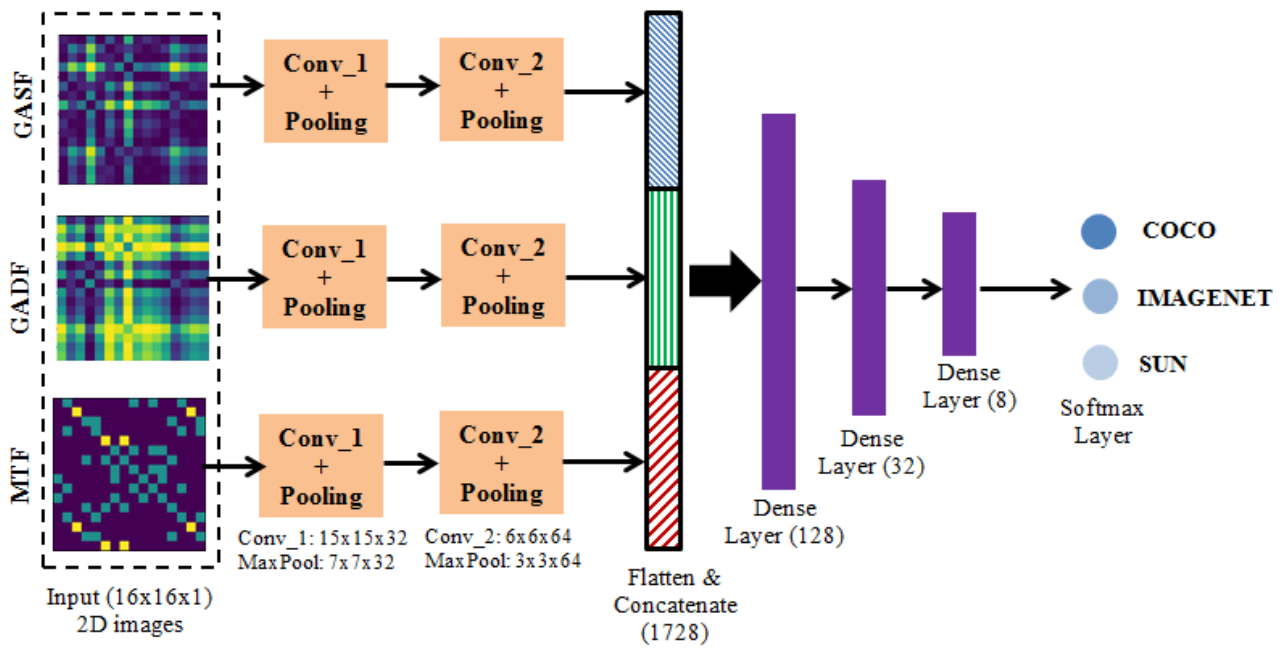 GASF
Conv_1
+
Pooling
Conv_2
+
Pooling
GADF
Conv_1
+
Pooling
Conv_2
+
Pooling
MTF
Conv_1
+
Pooling
Conv_2
+
Pooling
Conv_1: 15x15x32
MaxPool: 7x7x32
Conv_2: 6x6x64
MaxPool: 3x3x64
Input (16x16x1)
2D images
Flatten &
Concatenate
(1728)
Dense
Layer (128)
Dense
Layer (32)
Dense
Layer (8)
COCO
IMAGENET
SUN
Softmax
Layer